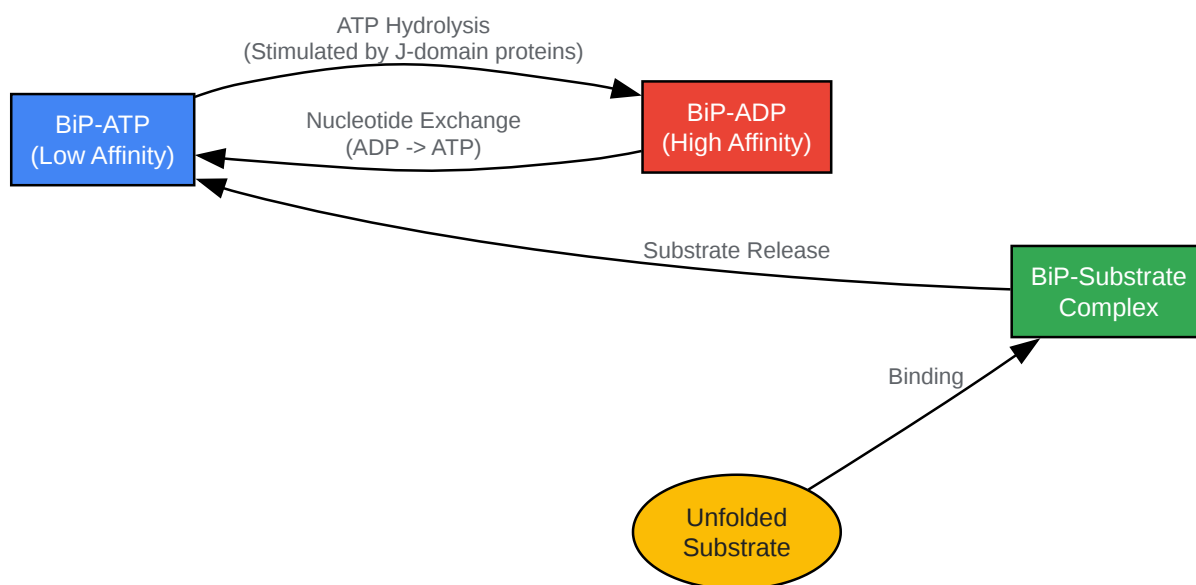 ATP Hydrolysis
(Stimulated by J-domain proteins)
BiP-ATP
(Low Affinity)
BiP-ADP
(High Affinity)
Nucleotide Exchange
(ADP -> ATP)
Substrate Release
BiP-Substrate
Complex
Binding
Unfolded
Substrate